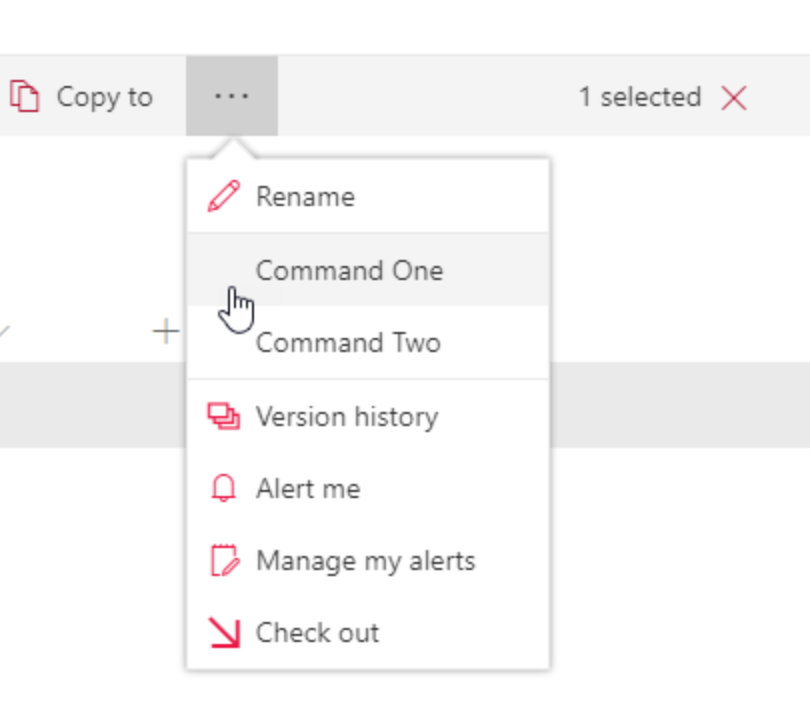 Copy to ... 1 selected
Rename
Command One
Command Two
Version history
Alert me
Manage my alerts
Check out